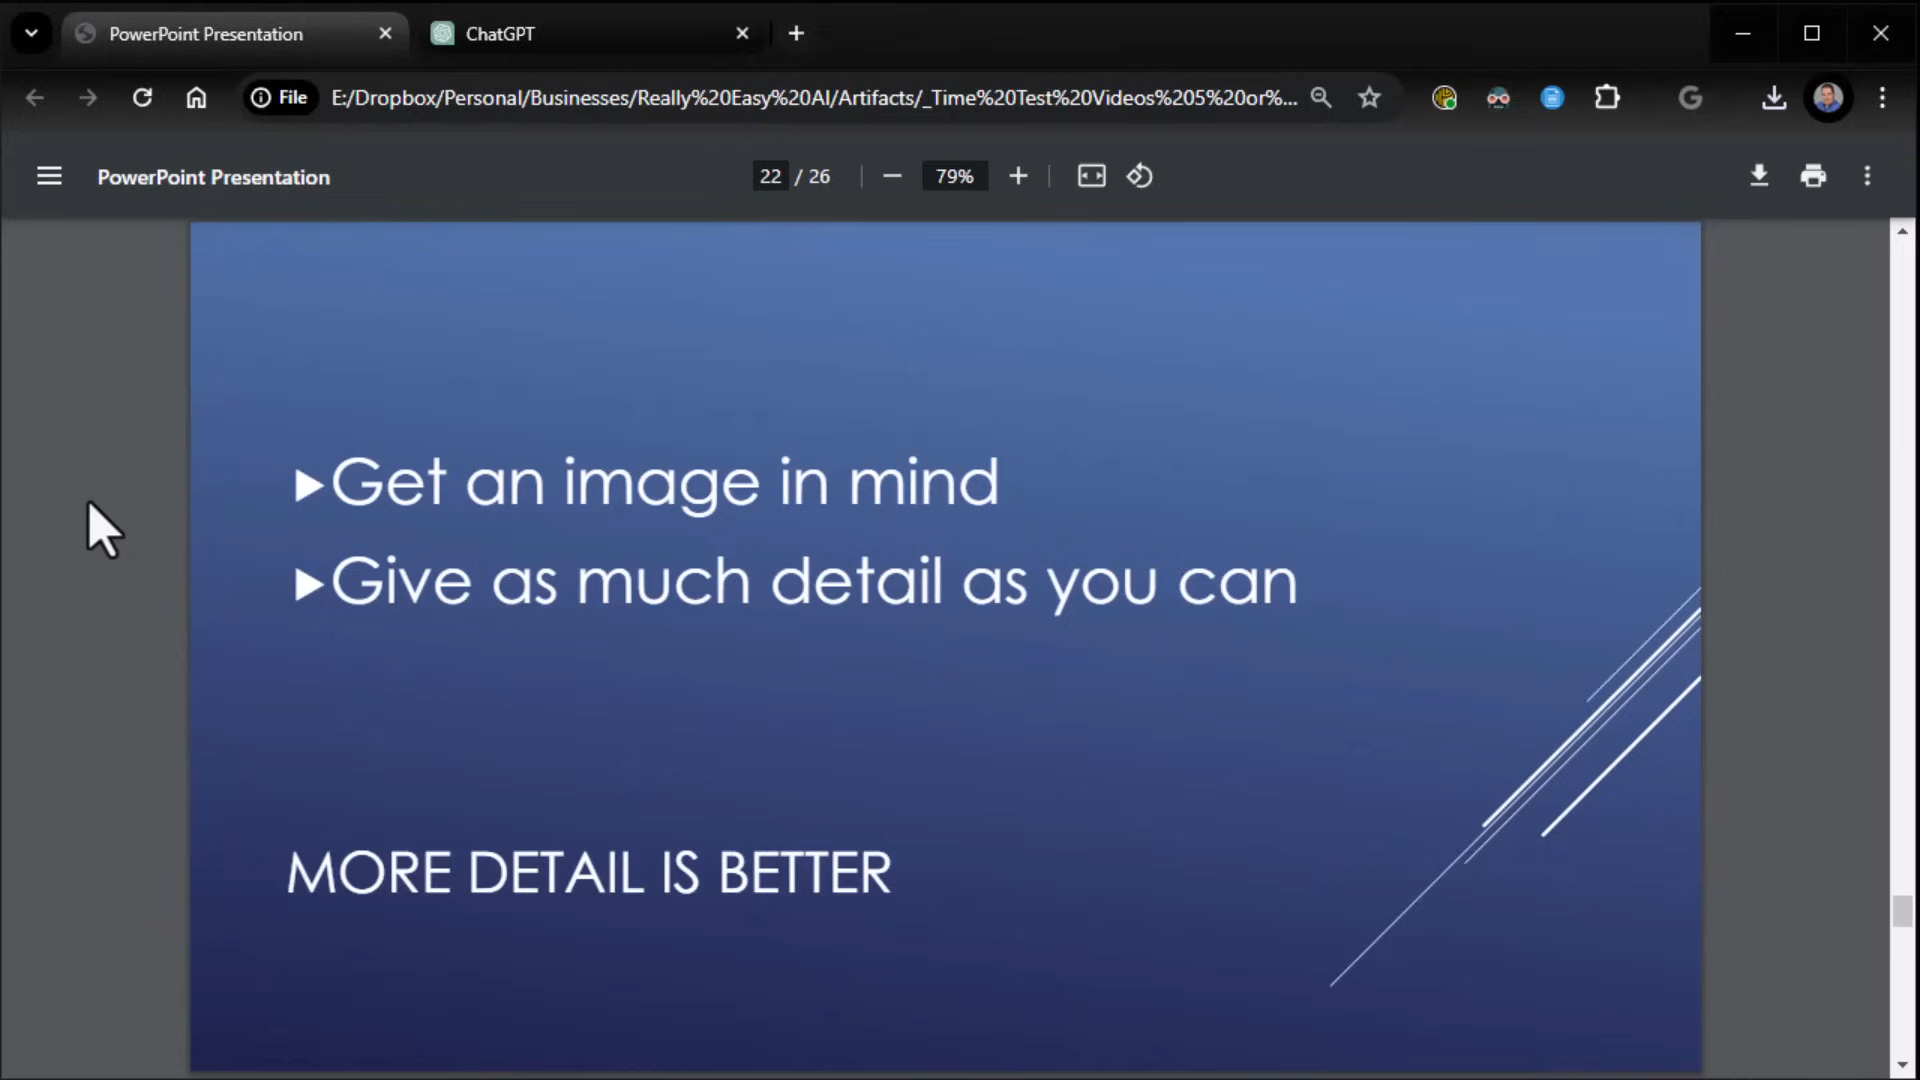 PowerPoint Presentation
ChatGPT
File
E:/Dropbox/Personal/Businesses/Really%20Easy%20AI/Artifacts/_Time%20Test%20Videos%205%20or%...
G
PowerPoint Presentation
22 / 26
79%
Get an image in mind
Give as much detail as you can
MORE DETAIL IS BETTER